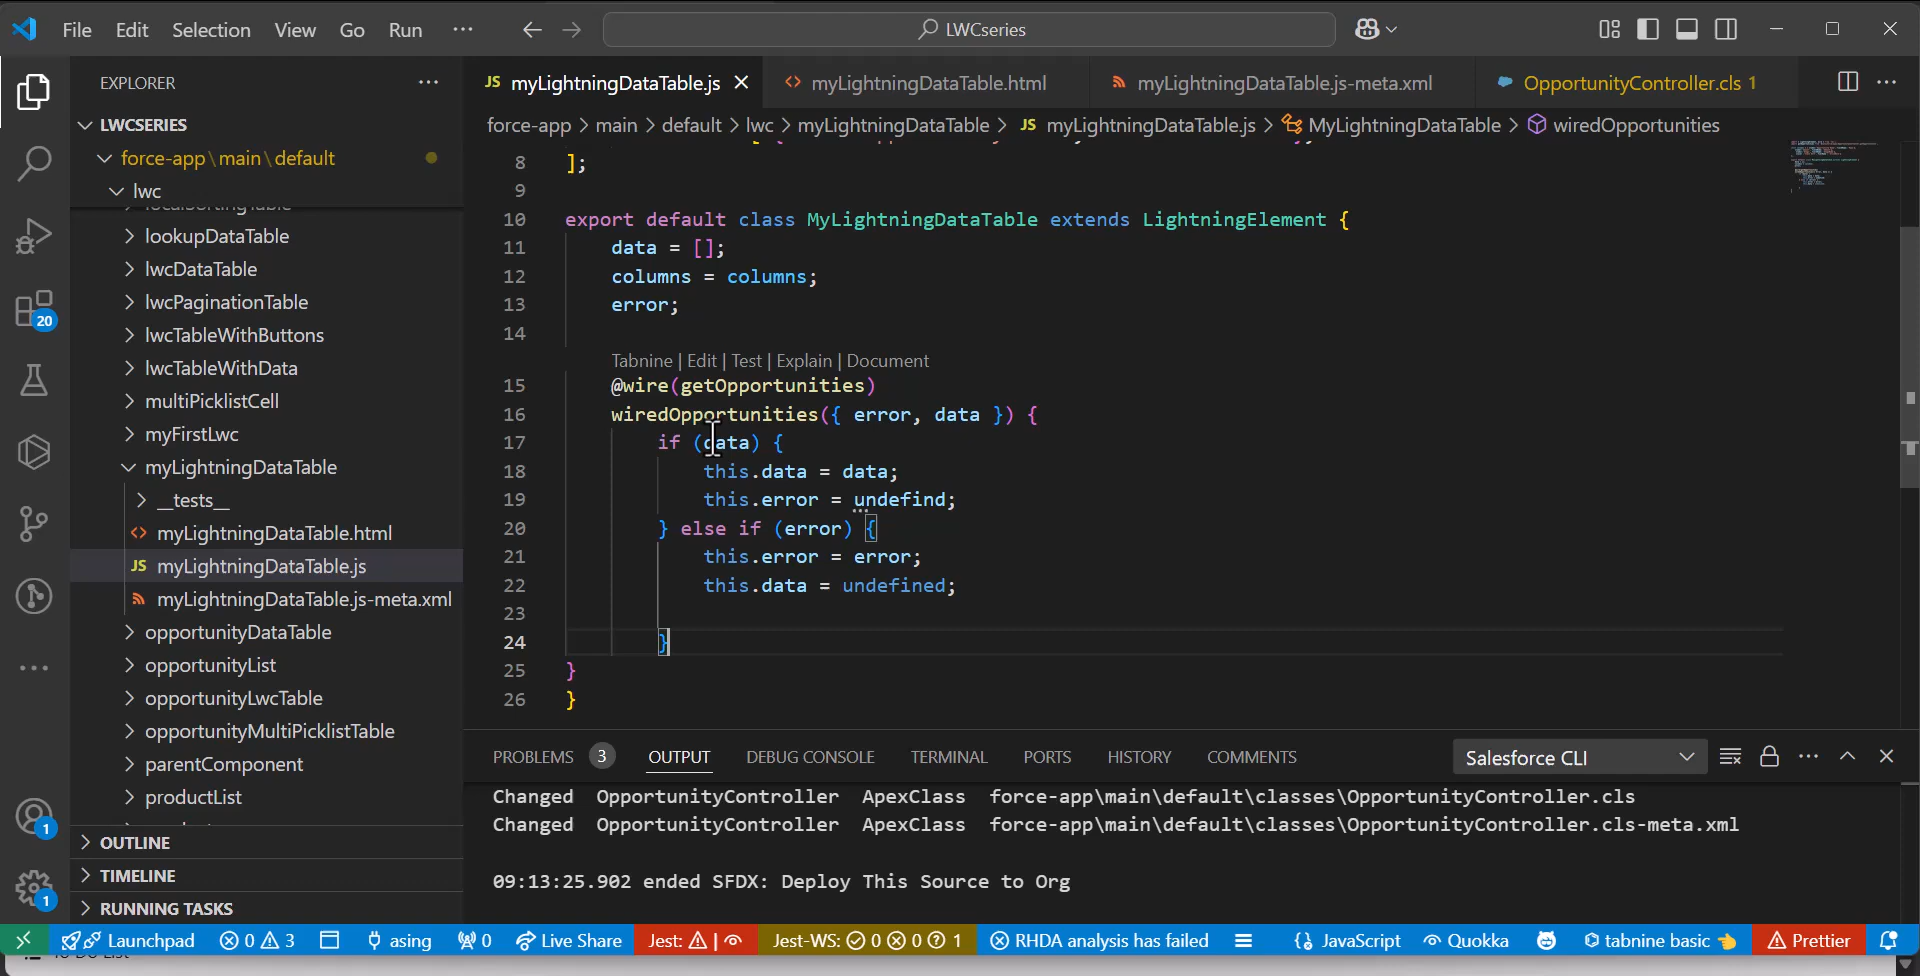 File Edit Selection View Go Run ··· LWCseries
EXPLORER ···
LWCSERIES
force-app\main\default
lwc
lookupDataTable
lwcDataTable
lwcPaginationTable
lwcTableWithButtons
lwcTableWithData
multiPicklistCell
myFirstLwc
myLightningDataTable
__tests__
myLightningDataTable.html
JS myLightningDataTable.js
myLightningDataTable.js-meta.xml
opportunityDataTable
opportunityList
opportunityLwcTable
opportunityMultiPicklistTable
parentComponent
productList
OUTLINE
TIMELINE
RUNNING TASKS
20
1
1
JS myLightningDataTable.js myLightningDataTable.html myLightningDataTable.js-meta.xml OpportunityController.cls 1
force-app > main > default > lwc > myLightningDataTable > JS myLightningDataTable.js > MyLightningDataTable > wiredOpportunities
8 ];
9
10 export default class MyLightningDataTable extends LightningElement {
11 data = [];
12 columns = columns;
13 error;
14
Tabnine | Edit | Test | Explain | Document
15 @wire(getOpportunities)
16 wiredOpportunities({ error, data }) {
17 if (data) {
18 this.data = data;
19 this.error = undefind;
20 } else if (error) {
21 this.error = error;
22 this.data = undefined;
23
24 }
25 }
26 }
PROBLEMS 3 OUTPUT DEBUG CONSOLE TERMINAL PORTS HISTORY COMMENTS Salesforce CLI
Changed OpportunityController ApexClass force-app\main\default\classes\OpportunityController.cls
Changed OpportunityController ApexClass force-app\main\default\classes\OpportunityController.cls-meta.xml
09:13:25.902 ended SFDX: Deploy This Source to Org
Launchpad 0 3 asing 0 Live Share Jest: | Jest-WS: 0 0 1 RHDA analysis has failed JavaScript Quokka tabnine basic Prettier